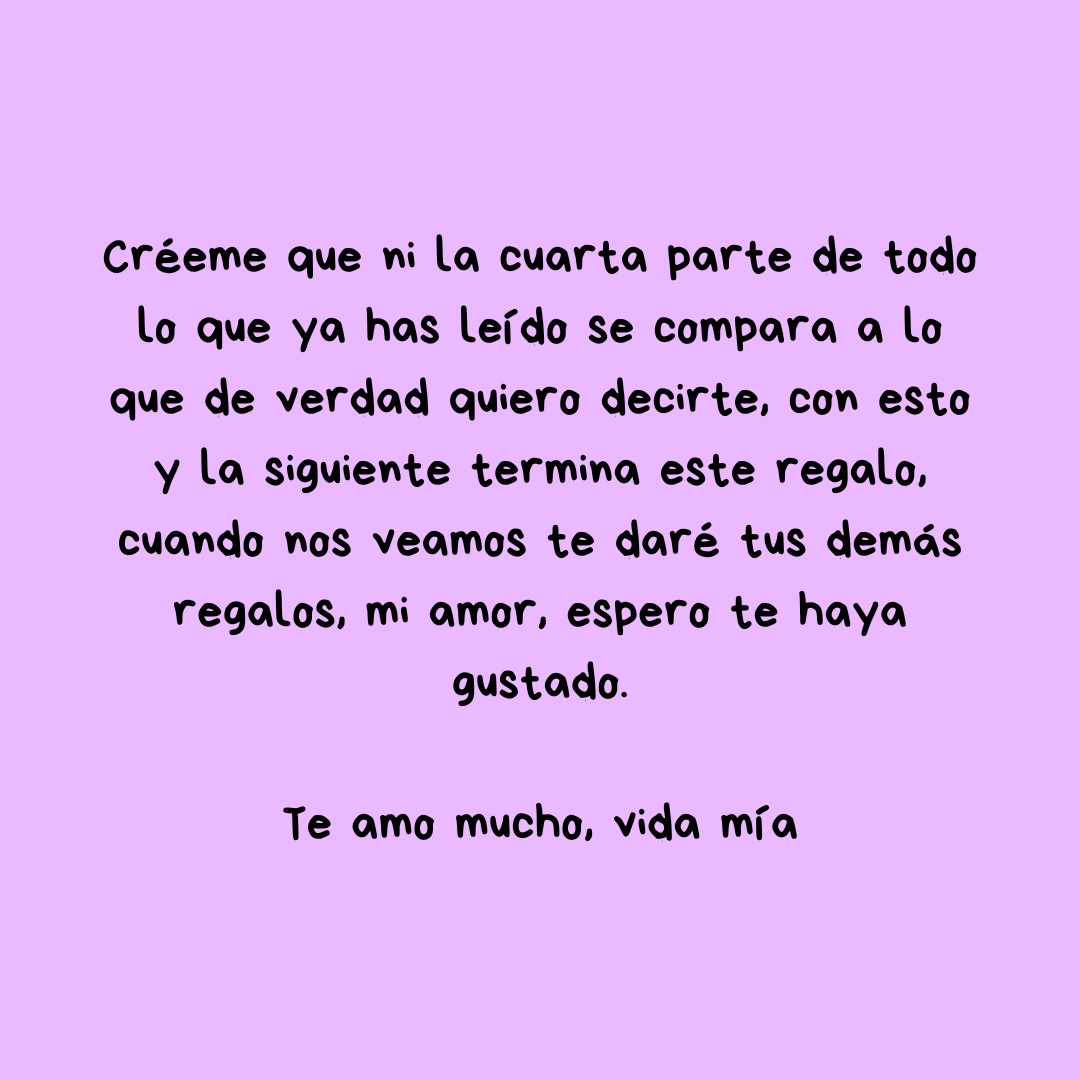 Créeme que ni la cuarta parte de todo
lo que ya has leído se compara a lo
que de verdad quiero decirte, con esto
y la siguiente termina este regalo,
cuando nos veamos te daré tus demás
regalos, mi amor, espero te haya
gustado.
Te amo mucho, vida mía